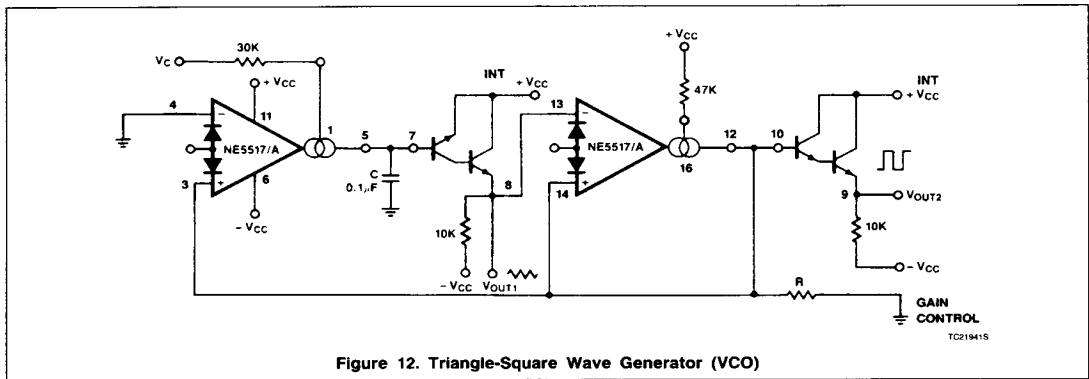 + VCC
VC
30K
INT
+ VCC
47K
INT
+ VCC
4
+ VCC
11
1
5
7
+ VCC
13
12
10
NE5517/A
NE5517/A
16
3
6
C
0.1μF
8
14
9
VOUT2
- VCC
10K
10K
- VCC
VOUT1
- VCC
R
GAIN
CONTROL
TC21941S
Figure 12. Triangle-Square Wave Generator (VCO)